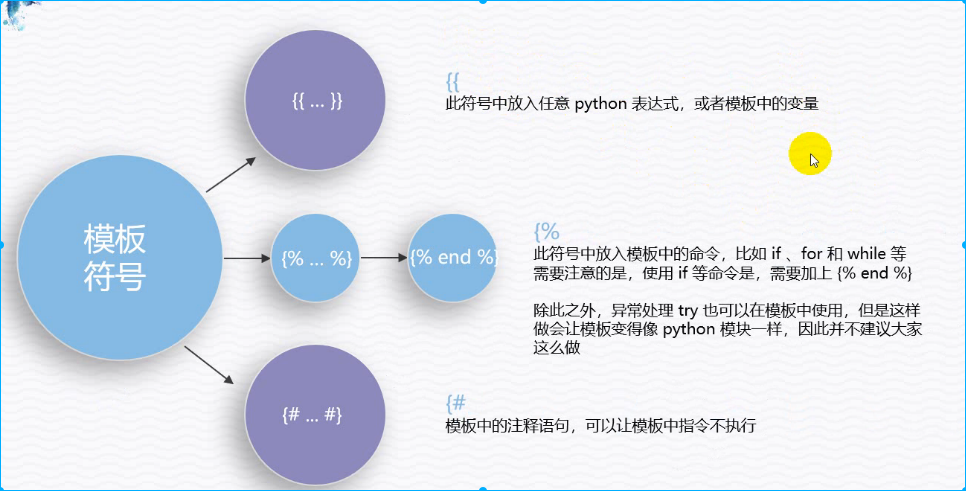 模板
符号
{{ ... }}
{{
此符号中放入任意 python 表达式，或者模板中的变量
{% ... %}
{% end %}
{%
此符号中放入模板中的命令，比如 if 、for 和 while 等
需要注意的是，使用 if 等命令是，需要加上 {% end %}
除此之外，异常处理 try 也可以在模板中使用，但是这样
做会让模板变得像 python 模块一样，因此并不建议大家
这么做
{# ... #}
{#
模板中的注释语句，可以让模板中指令不执行